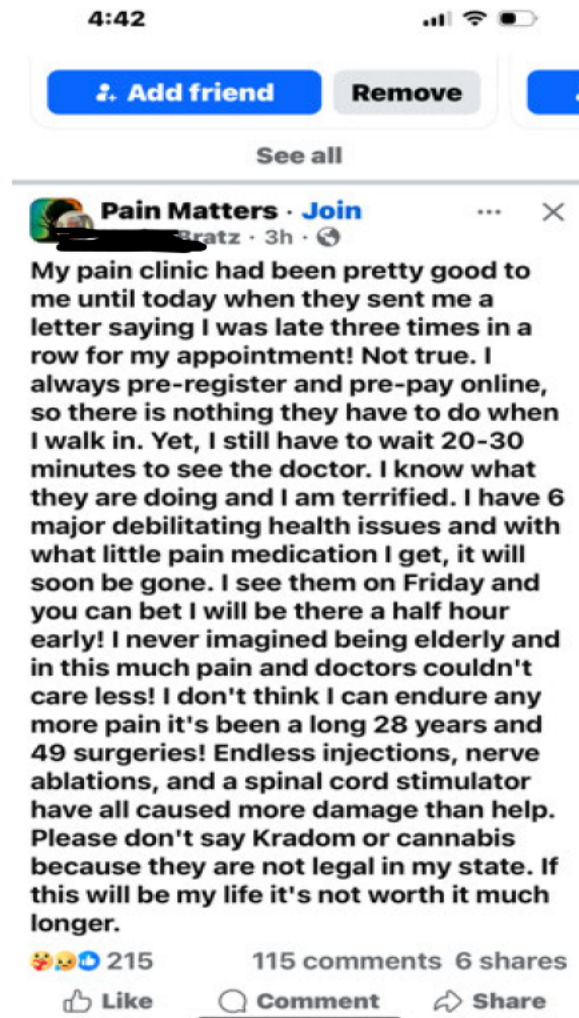 4:42
Add friend
Remove
See all
Pain Matters · Join
Bratz · 3h ·
My pain clinic had been pretty good to
me until today when they sent me a
letter saying I was late three times in a
row for my appointment! Not true. I
always pre-register and pre-pay online,
so there is nothing they have to do when
I walk in. Yet, I still have to wait 20-30
minutes to see the doctor. I know what
they are doing and I am terrified. I have 6
major debilitating health issues and with
what little pain medication I get, it will
soon be gone. I see them on Friday and
you can bet I will be there a half hour
early! I never imagined being elderly and
in this much pain and doctors couldn't
care less! I don't think I can endure any
more pain it's been a long 28 years and
49 surgeries! Endless injections, nerve
ablations, and a spinal cord stimulator
have all caused more damage than help.
Please don't say Kradom or cannabis
because they are not legal in my state. If
this will be my life it's not worth it much
longer.
215
115 comments 6 shares
Like
Comment
Share